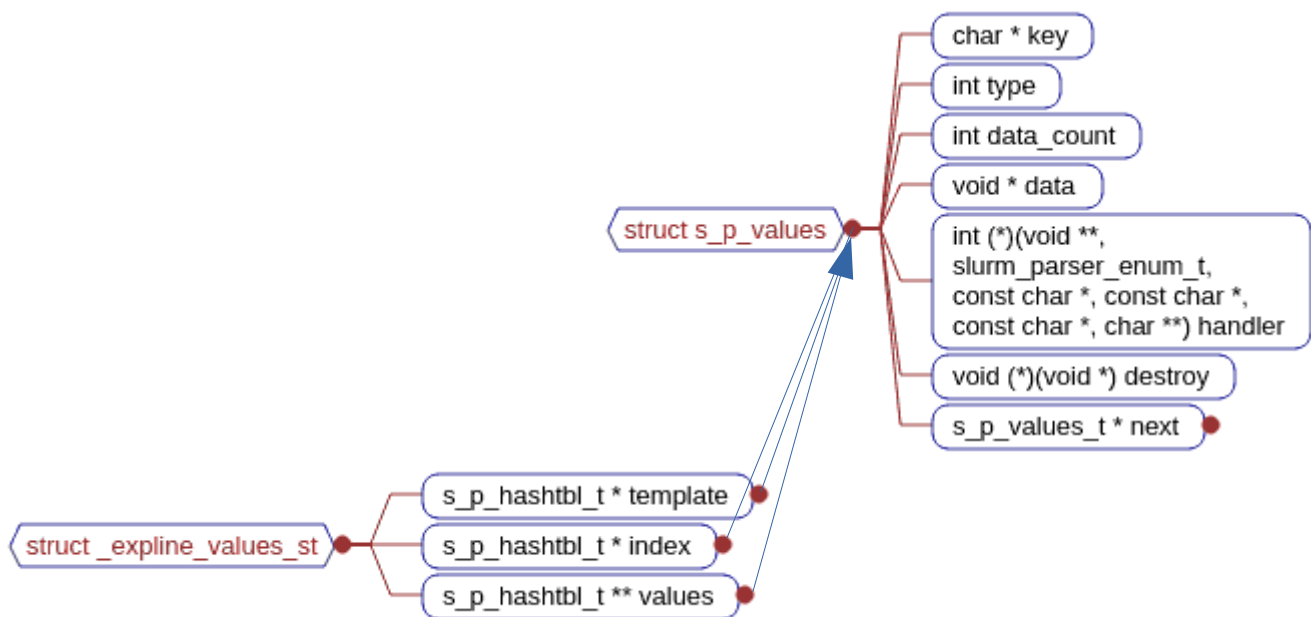 char * key
int type
int data_count
void * data
struct s_p_values
int (*)(void **,
slurm_parser_enum_t,
const char *, const char *,
const char *, char **) handler
void (*)(void *) destroy
s_p_values_t * next
s_p_hashtbl_t * template
struct _expline_values_st
s_p_hashtbl_t * index
s_p_hashtbl_t ** values